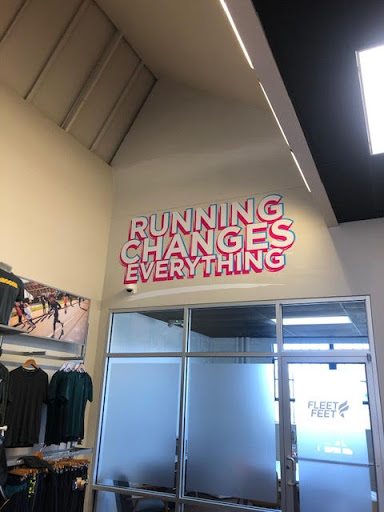 RUNNING
CHANGES
EVERYTHING
FLEET
FEET